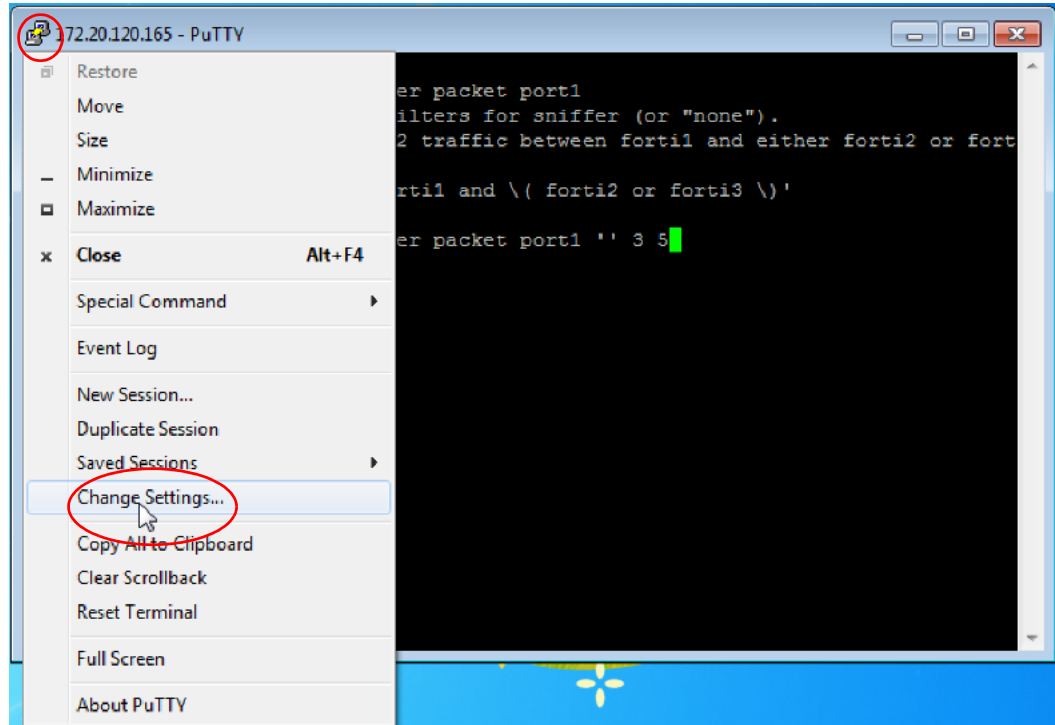 172.20.120.165 - PuTTY
Restore
Move
Size
Minimize
Maximize
Close Alt+F4
Special Command
Event Log
New Session...
Duplicate Session
Saved Sessions
Change Settings...
Copy All to Clipboard
Clear Scrollback
Reset Terminal
Full Screen
About PuTTY
er packet port1
ilters for sniffer (or "none").
2 traffic between forti1 and either forti2 or fort
rti1 and \( forti2 or forti3 \)'
er packet port1 '' 3 5